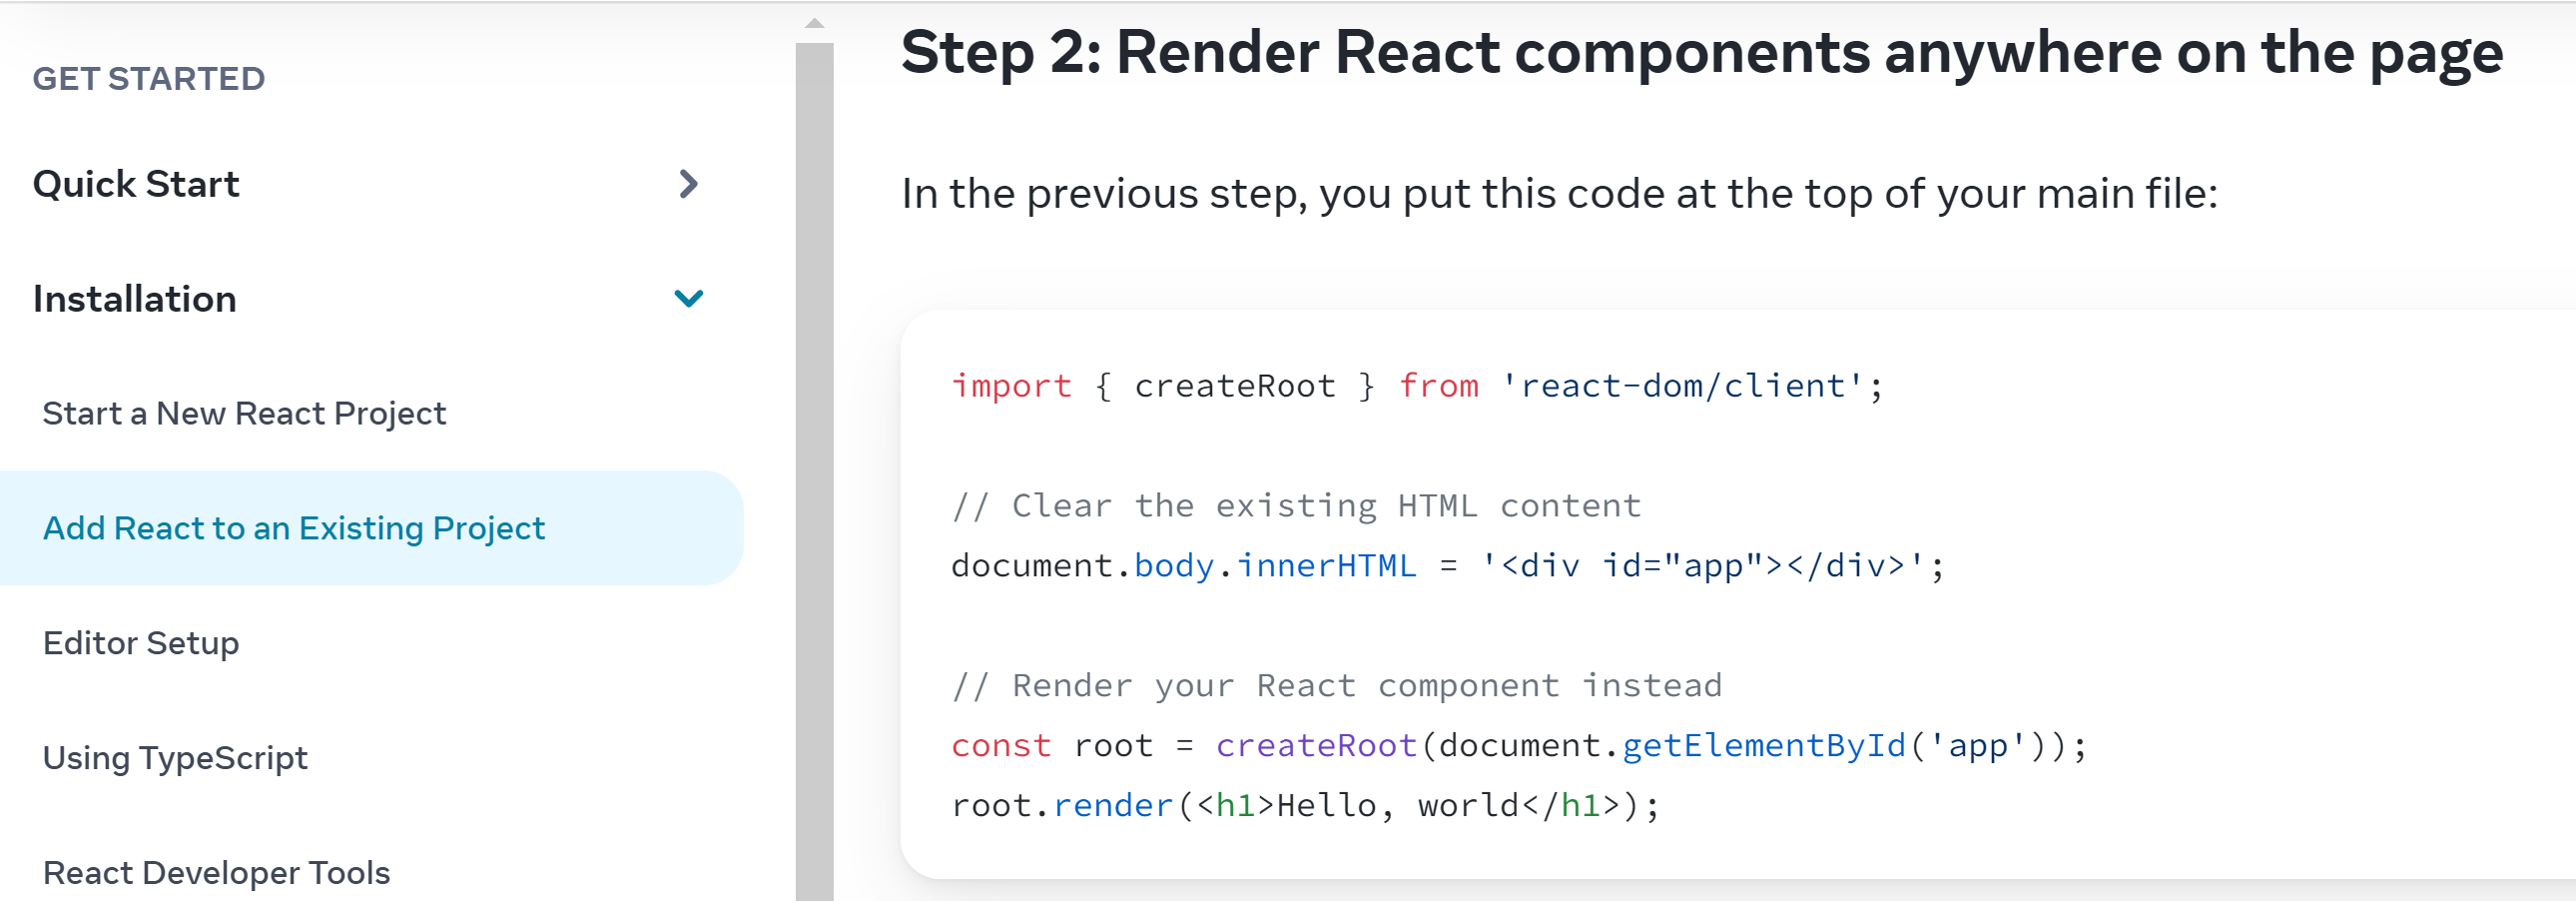 GET STARTED
Quick Start
Installation
Start a New React Project
Add React to an Existing Project
Editor Setup
Using TypeScript
React Developer Tools
Step 2: Render React components anywhere on the page
In the previous step, you put this code at the top of your main file:
import { createRoot } from 'react-dom/client';
// Clear the existing HTML content
document.body.innerHTML = '<div id="app"></div>';
// Render your React component instead
const root = createRoot(document.getElementById('app'));
root.render(<h1>Hello, world</h1>);